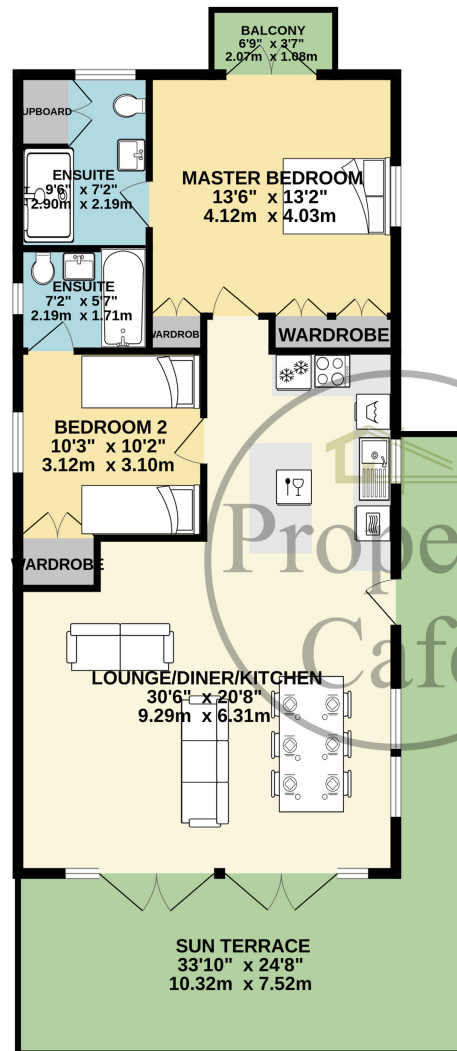 BALCONY
6'9" x 3'7"
2.07m x 1.08m
UPBOARD
ENSUITE
9'6" x 7'2"
2.90m x 2.19m
MASTER BEDROOM
13'6" x 13'2"
4.12m x 4.03m
ENSUITE
7'2" x 5'7"
2.19m x 1.71m
WARDROB
WARDROBE
BEDROOM 2
10'3" x 10'2"
3.12m x 3.10m
WARDROBE
Prope
Cafe
LOUNGE/DINER/KITCHEN
30'6" x 20'8"
9.29m x 6.31m
SUN TERRACE
33'10" x 24'8"
10.32m x 7.52m